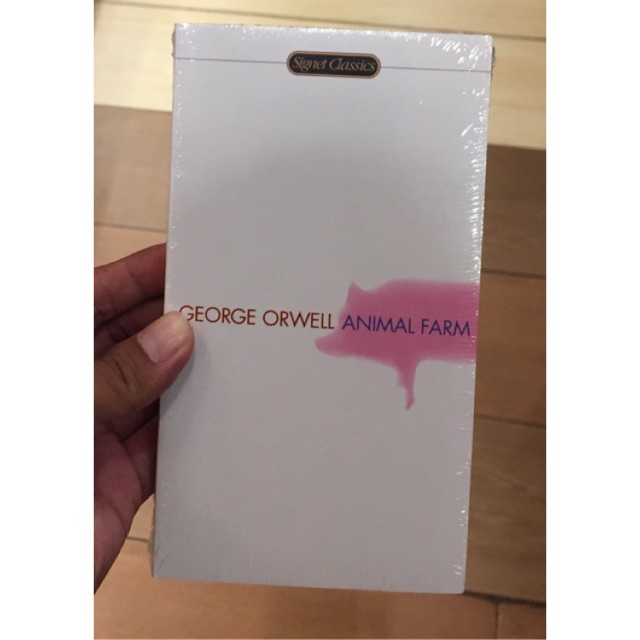 Signet Classics
GEORGE ORWELL ANIMAL FARM